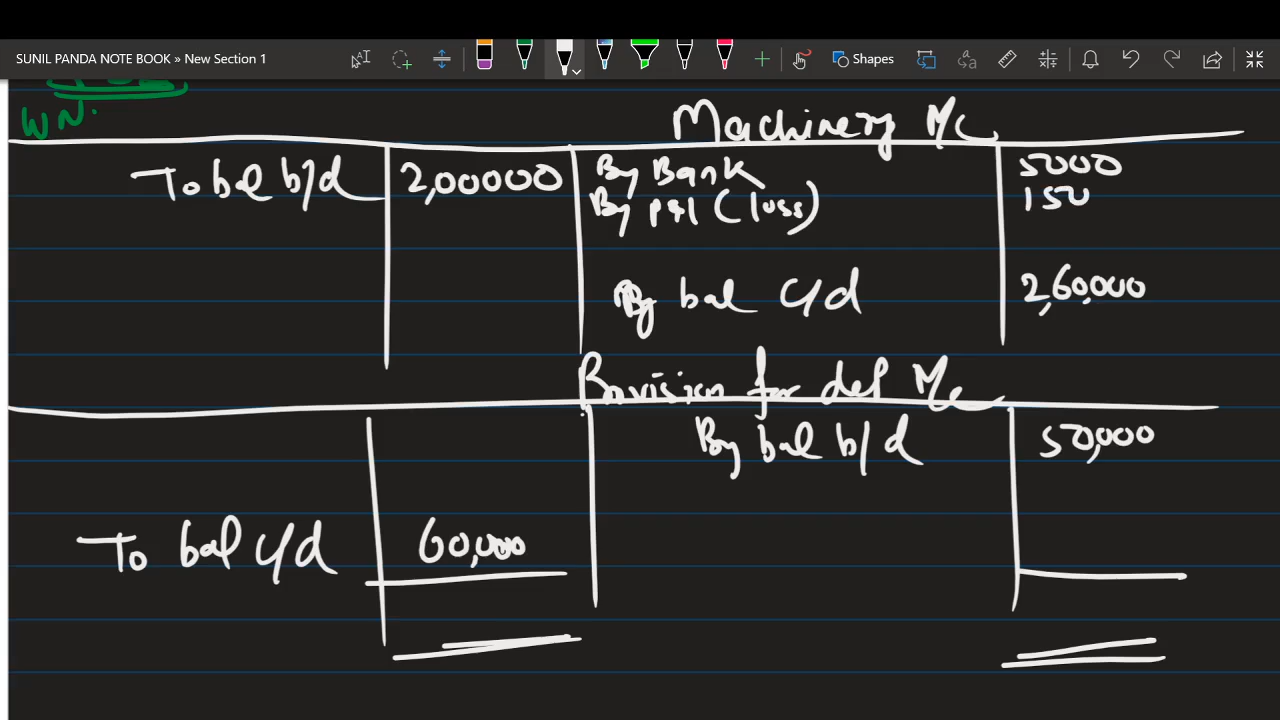 SUNIL PANDA NOTE BOOK » New Section 1
Shapes
WN.
Machinery A/c
To bal b/d 2,00000 By Bank 5000
By P&l (loss) 150
By bal c/d 2,60,000
Provision for def A/c
By bal b/d 50,000
To bal c/d 60,000